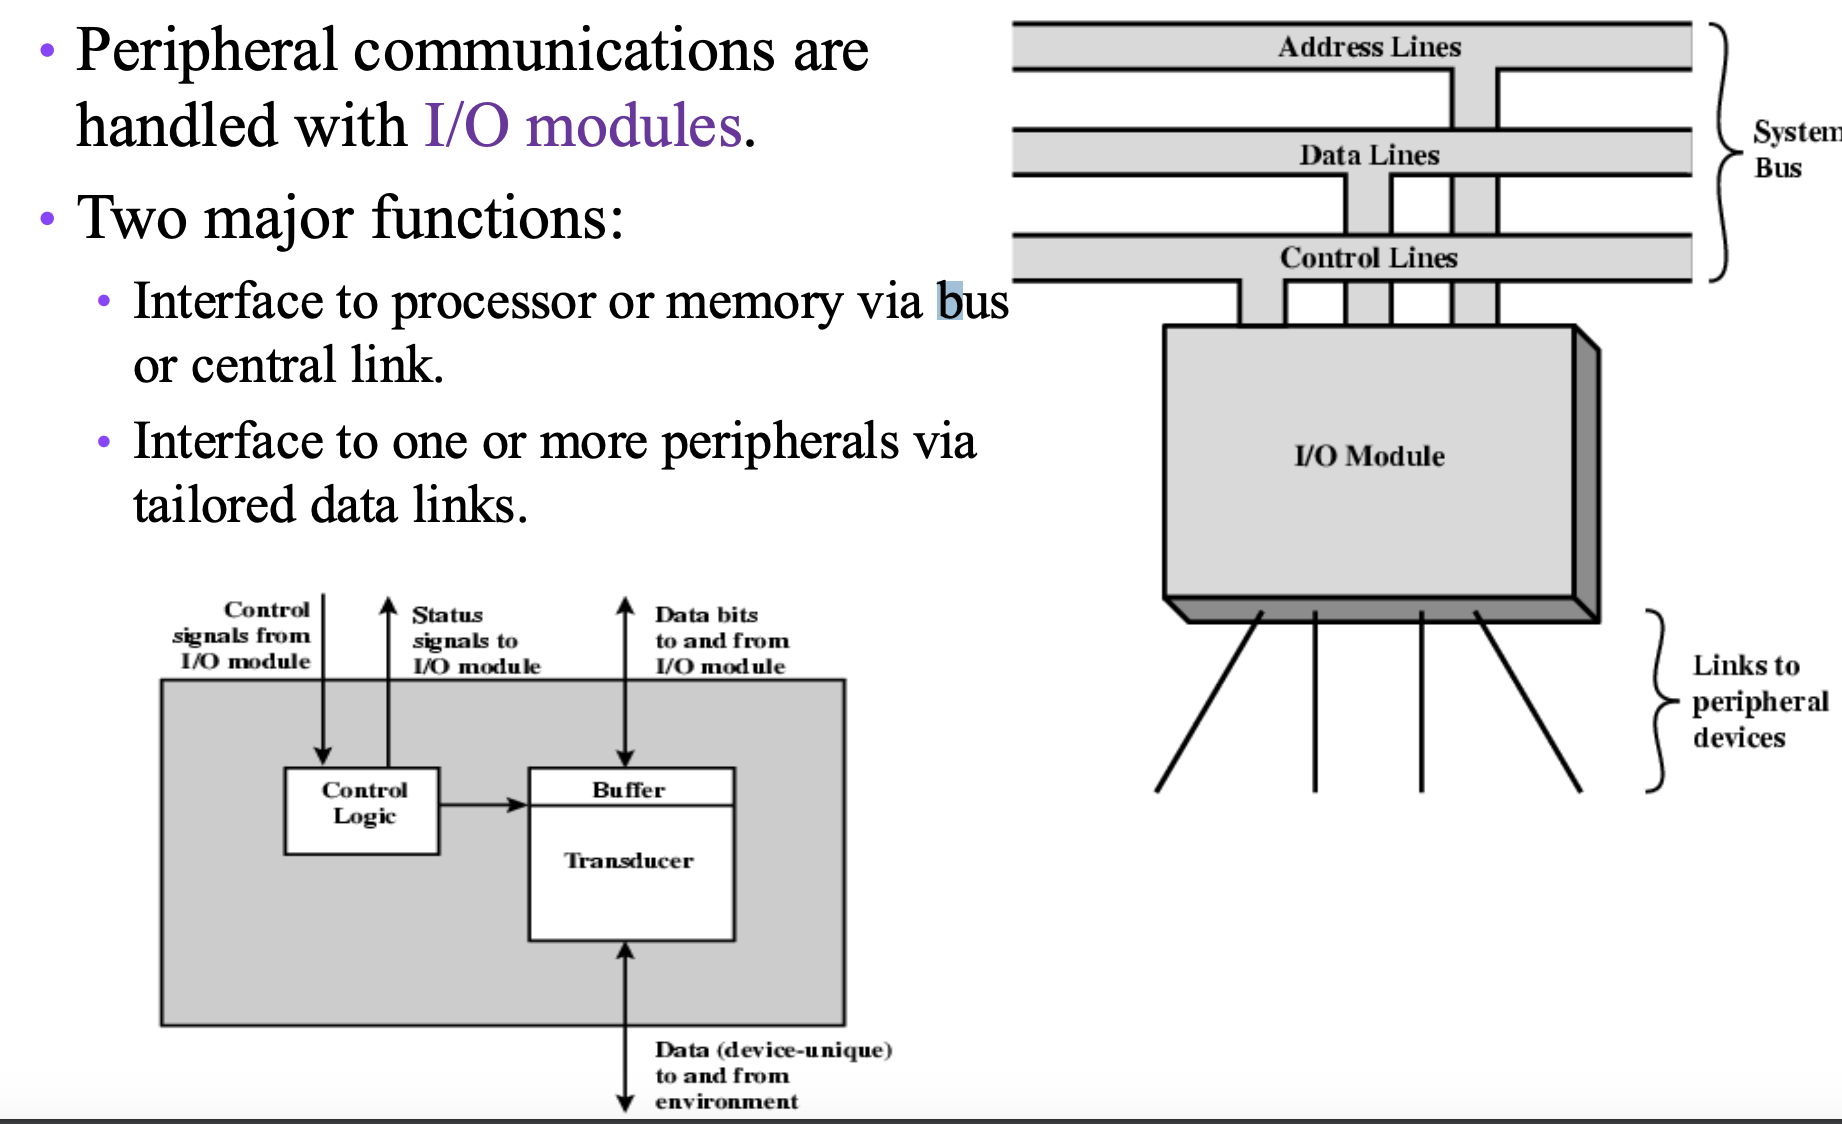 • Peripheral communications are
handled with I/O modules.
• Two major functions:
• Interface to processor or memory via bus
or central link.
• Interface to one or more peripherals via
tailored data links.
Address Lines
Data Lines
Control Lines
System
Bus
I/O Module
Links to
peripheral
devices
Control
signals from
I/O module
Status
signals to
I/O module
Data bits
to and from
I/O module
Control
Logic
Buffer
Transducer
Data (device-unique)
to and from
environment